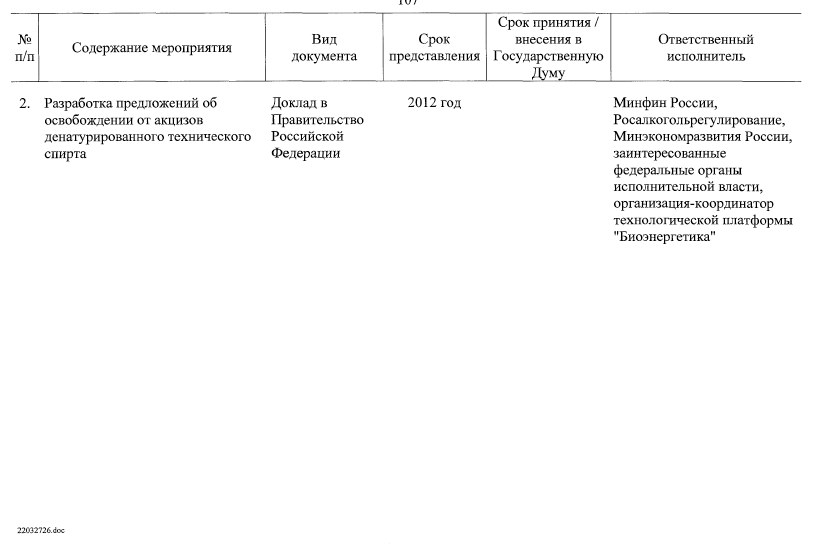 107
№ п/п
Содержание мероприятия
Вид документа
Срок представления
Срок принятия / внесения в Государственную Думу
Ответственный исполнитель
2.
Разработка предложений об
освобождении от акцизов
денатурированного технического
спирта
Доклад в
Правительство
Российской
Федерации
2012 год
Минфин России,
Росалкогольрегулирование,
Минэкономразвития России,
заинтересованные
федеральные органы
исполнительной власти,
организация-координатор
технологической платформы
"Биоэнергетика"
22032726.doc